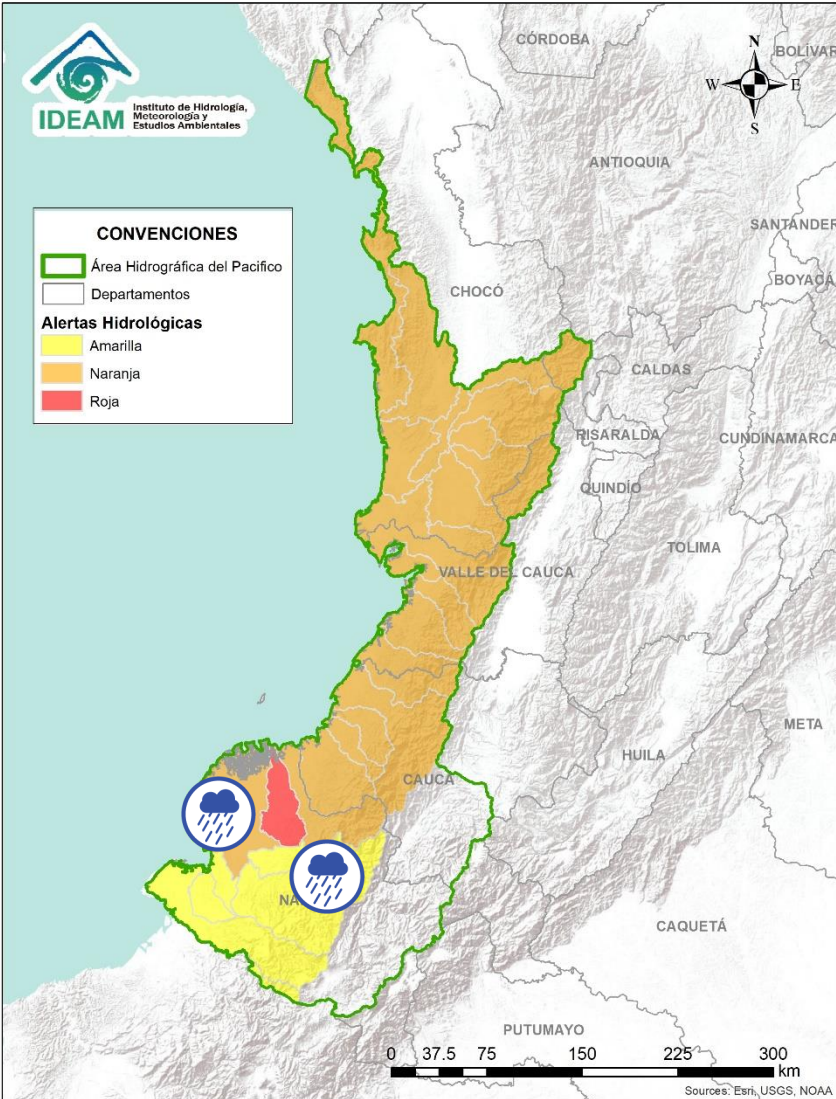 IDEAM
Instituto de Hidrología,
Meteorología y
Estudios Ambientales
CÓRDOBA
BOLÍVAR
N
W
E
S
ANTIOQUIA
SANTANDER
BOYACÁ
CONVENCIONES
Área Hidrográfica del Pacifico
Departamentos
Alertas Hidrológicas
Amarilla
Naranja
Roja
CHOCÓ
CALDAS
RISARALDA
CUNDINAMARCA
QUINDÍO
TOLIMA
VALLE DEL CAUCA
META
HUILA
CAUCA
NA
CAQUETÁ
PUTUMAYO
0 37.5 75 150 225 300
km
Sources: Esri, USGS, NOAA